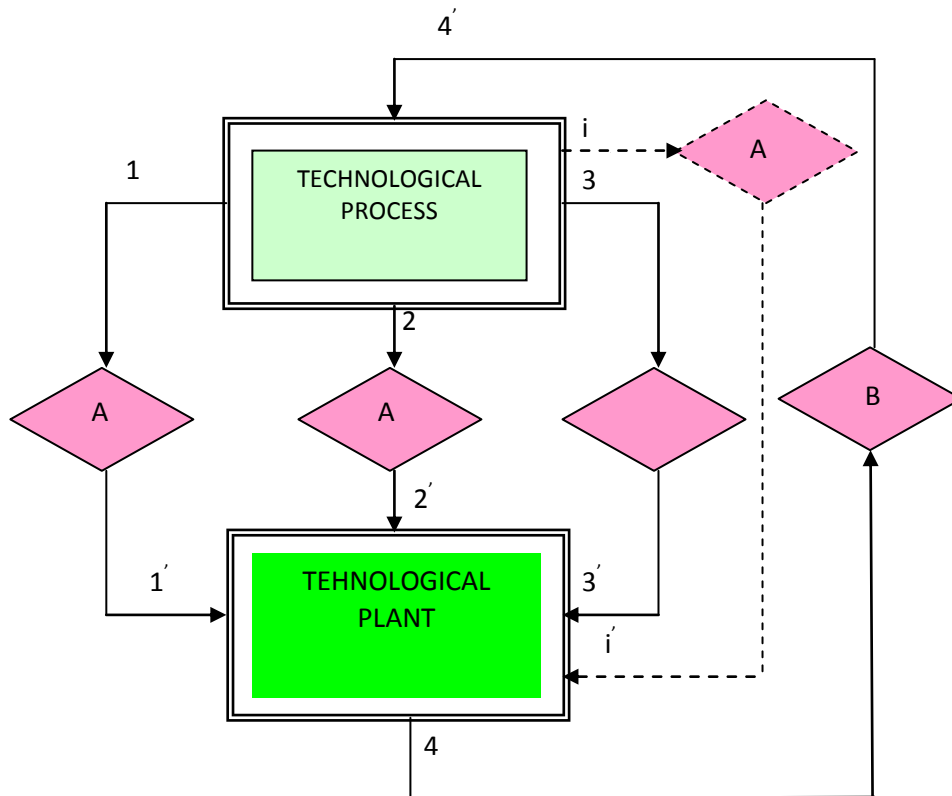 4′
i
A
1
3
TECHNOLOGICAL
PROCESS
2
A
A
B
2′
1′
3′
TEHNOLOGICAL
PLANT
i′
4